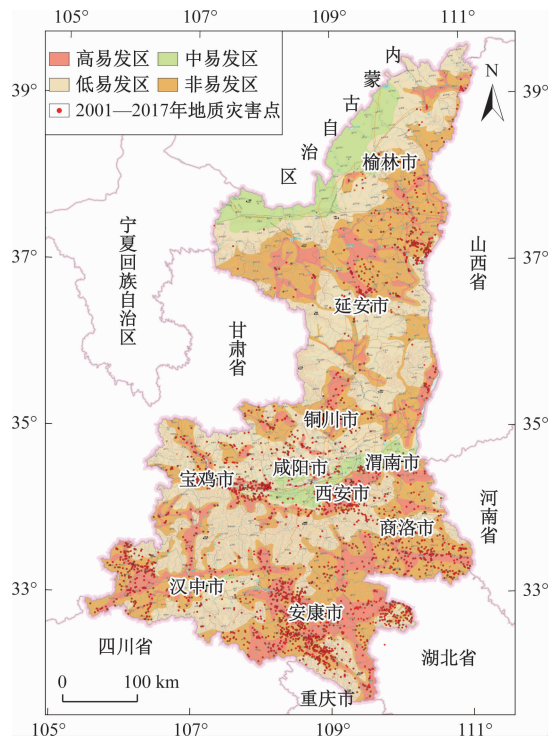 105°
107°
109°
111°
高易发区
中易发区
低易发区
非易发区
2001—2017年地质灾害点
内
蒙
古
自
治
区
N
39°
39°
榆林市
宁夏回族自治区
37°
37°
山西省
延安市
甘肃省
35°
35°
铜川市
咸阳市
渭南市
宝鸡市
西安市
河南省
商洛市
33°
33°
汉中市
安康市
四川省
湖北省
0
100 km
重庆市
105°
107°
109°
111°